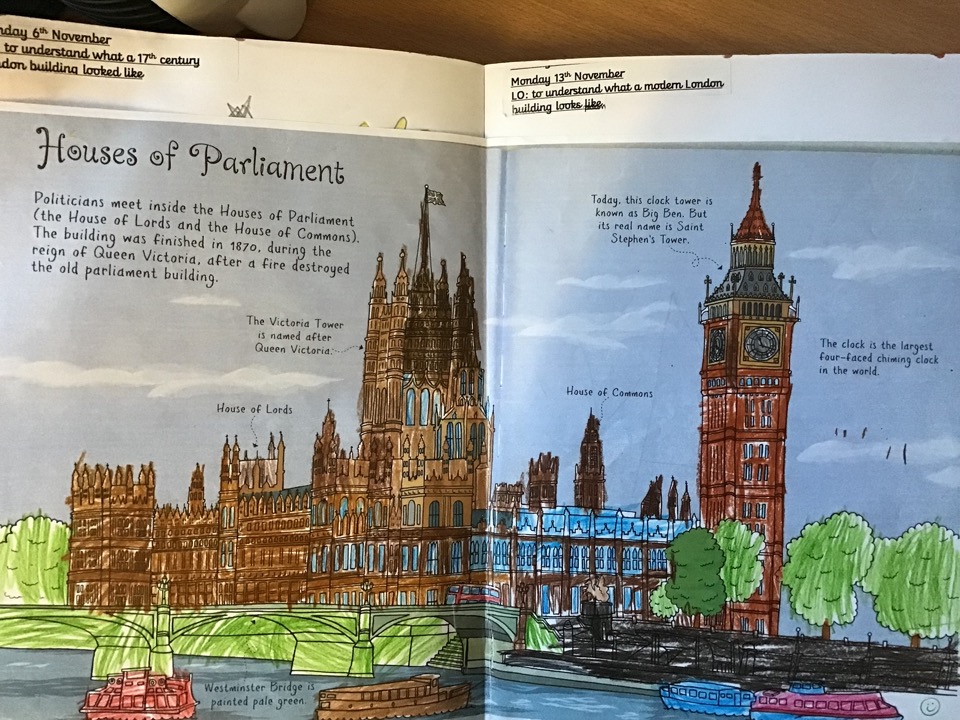 nday 6th November
to understand what a 17th century
ndon building looked like
Monday 13th November
LO: to understand what a modern London
building looks like.
Houses of Parliament
Politicians meet inside the Houses of Parliament
(the House of Lords and the House of Commons).
The building was finished in 1870, during the
reign of Queen Victoria, after a fire destroyed
the old parliament building.
The Victoria Tower
is named after
Queen Victoria.
House of Lords
Westminster Bridge is
painted pale green.
Today, this clock tower is
known as Big Ben. But
its real name is Saint
Stephen's Tower.
The clock is the largest
four-faced chiming clock
in the world.
House of Commons